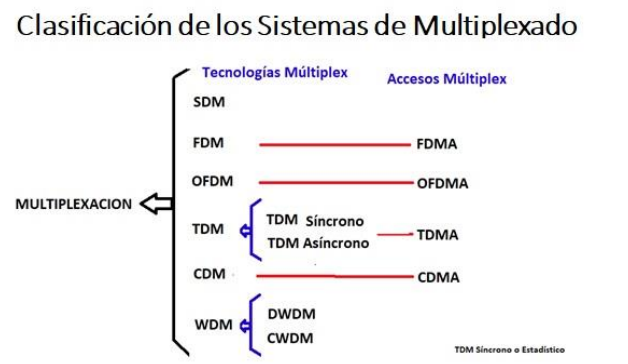 Clasificación de los Sistemas de Multiplexado
Tecnologías Múltiplex
Accesos Múltiplex
SDM
FDM
FDMA
OFDM
OFDMA
MULTIPLEXACION
TDM
TDM Síncrono
TDM Asíncrono
TDMA
CDM
CDMA
WDM
DWDM
CWDM
TDM Síncrono o Estadístico